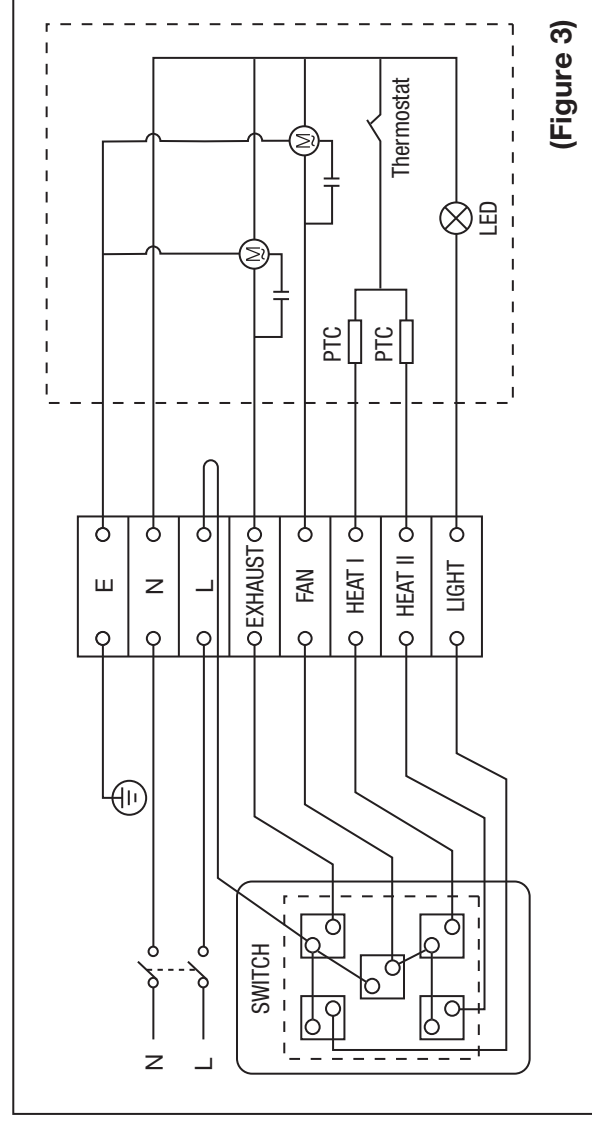 (Figure 3)
N
L
SWITCH
E
N
L
EXHAUST
FAN
HEAT I
HEAT II
LIGHT
M
~
M
~
PTC
PTC
Thermostat
LED